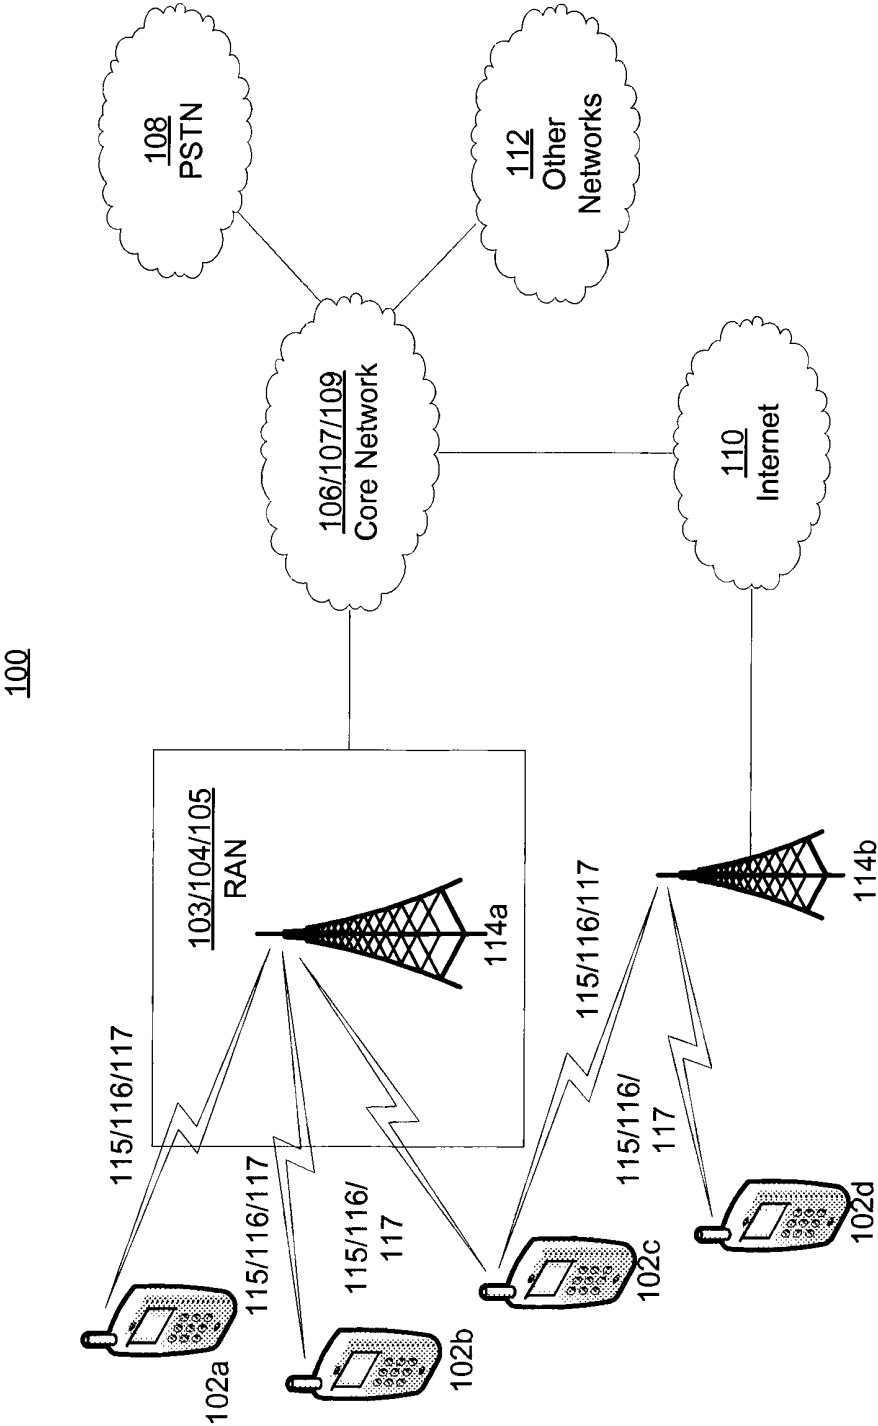 100
108
PSTN
112
Other
Networks
106/107/109
Core Network
110
Internet
103/104/105
RAN
114a
114b
115/116/117
115/116/117
115/116/
117
115/116/117
115/116/
117
102a
102b
102c
102d